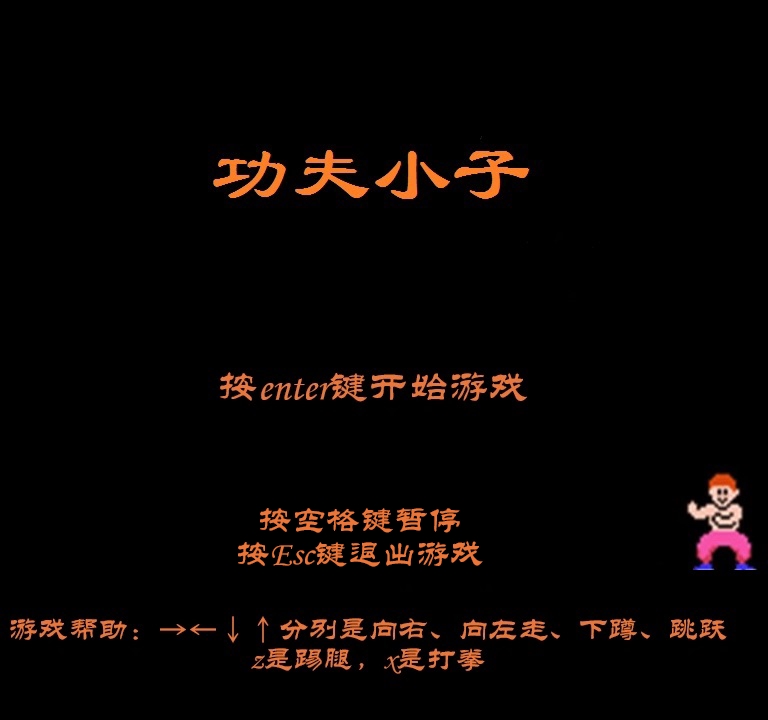 功夫小子
按enter键开始游戏
按空格键暂停
按Esc键退出游戏
游戏帮助：→←↓↑分别是向右、向左走、下蹲、跳跃
z是踢腿，x是打拳